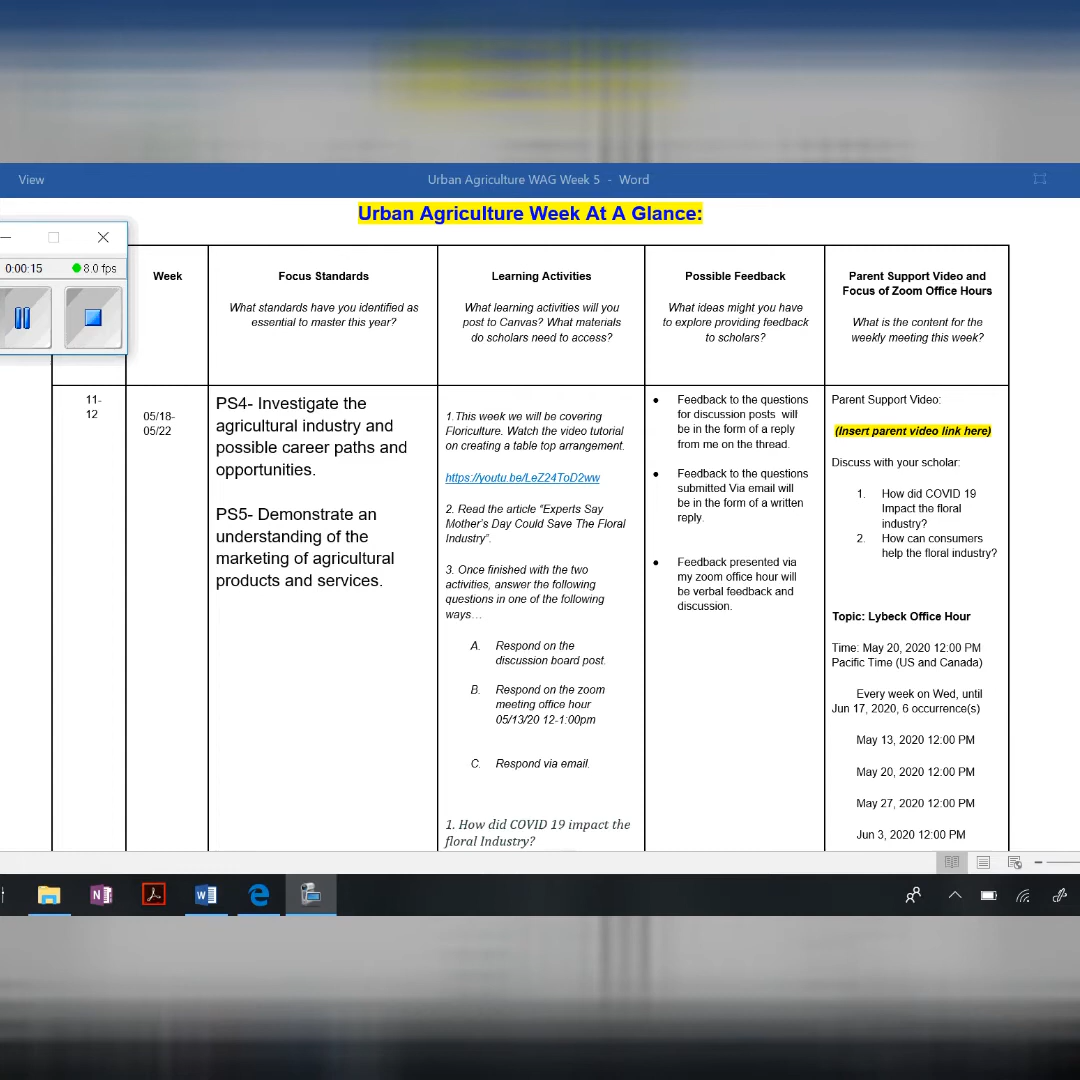 View
Urban Agriculture WAG Week 5 - Word
Urban Agriculture Week At A Glance:
0:00:15
8.0 fps
Week
Focus Standards
What standards have you identified as
essential to master this year?
Learning Activities
What learning activities will you
post to Canvas? What materials
do scholars need to access?
Possible Feedback
What ideas might you have
to explore providing feedback
to scholars?
Parent Support Video and
Focus of Zoom Office Hours
What is the content for the
weekly meeting this week?
11-
12
05/18-
05/22
PS4- Investigate the
agricultural industry and
possible career paths and
opportunities.
PS5- Demonstrate an
understanding of the
marketing of agricultural
products and services.
1.This week we will be covering
Floriculture. Watch the video tutorial
on creating a table top arrangement.
https://youtu.be/LeZ24ToD2ww
2. Read the article "Experts Say
Mother's Day Could Save The Floral
Industry".
3. Once finished with the two
activities, answer the following
questions in one of the following
ways…
A. Respond on the
discussion board post.
B. Respond on the zoom
meeting office hour
05/13/20 12-1:00pm
C. Respond via email.
1. How did COVID 19 impact the
floral Industry?
• Feedback to the questions
for discussion posts will
be in the form of a reply
from me on the thread.
• Feedback to the questions
submitted Via email will
be in the form of a written
reply.
• Feedback presented via
my zoom office hour will
be verbal feedback and
discussion.
Parent Support Video:
(Insert parent video link here)
Discuss with your scholar:
1. How did COVID 19
Impact the floral
industry?
2. How can consumers
help the floral industry?
Topic: Lybeck Office Hour
Time: May 20, 2020 12:00 PM
Pacific Time (US and Canada)
Every week on Wed, until
Jun 17, 2020, 6 occurrence(s)
May 13, 2020 12:00 PM
May 20, 2020 12:00 PM
May 27, 2020 12:00 PM
Jun 3, 2020 12:00 PM